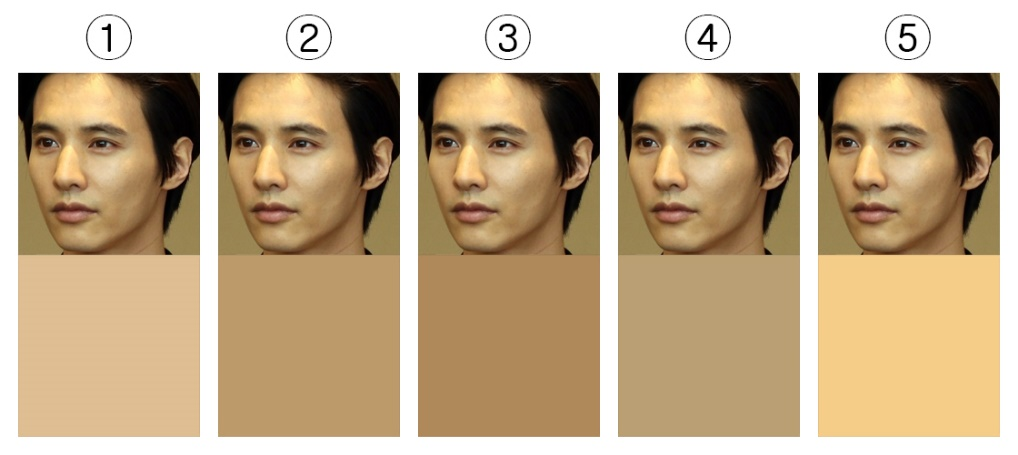 ① ② ③ ④ ⑤